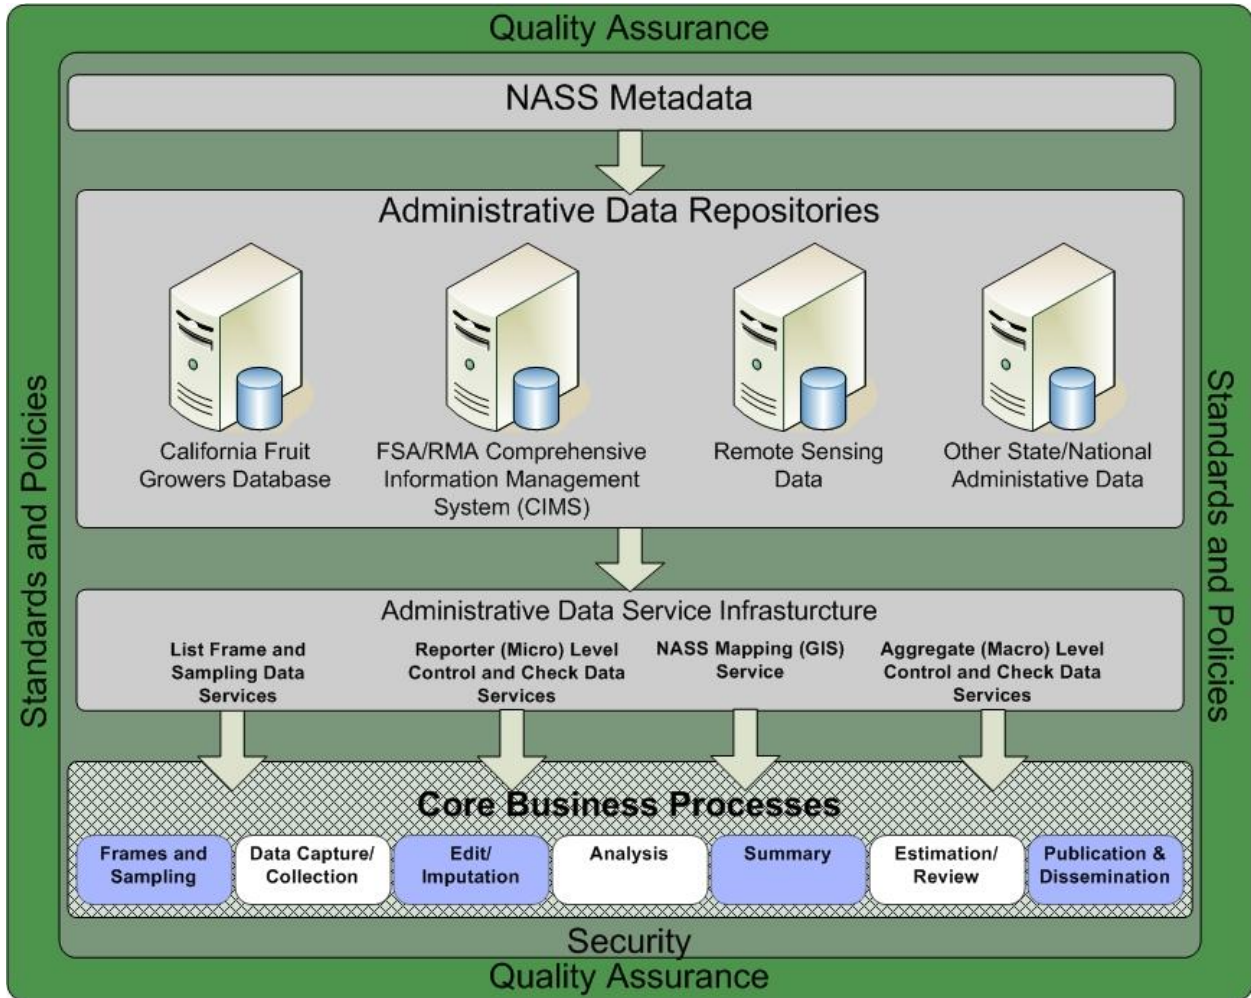 Quality Assurance
NASS Metadata
Administrative Data Repositories
California Fruit
Growers Database
FSA/RMA Comprehensive
Information Management
System (CIMS)
Remote Sensing
Data
Other State/National
Administative Data
Standards and Policies
Standards and Policies
Administrative Data Service Infrasturcture
List Frame and
Sampling Data
Services
Reporter (Micro) Level
Control and Check Data
Services
NASS Mapping (GIS)
Service
Aggregate (Macro) Level
Control and Check Data
Services
Core Business Processes
Frames and
Sampling
Data Capture/
Collection
Edit/
Imputation
Analysis
Summary
Estimation/
Review
Publication &
Dissemination
Security
Quality Assurance